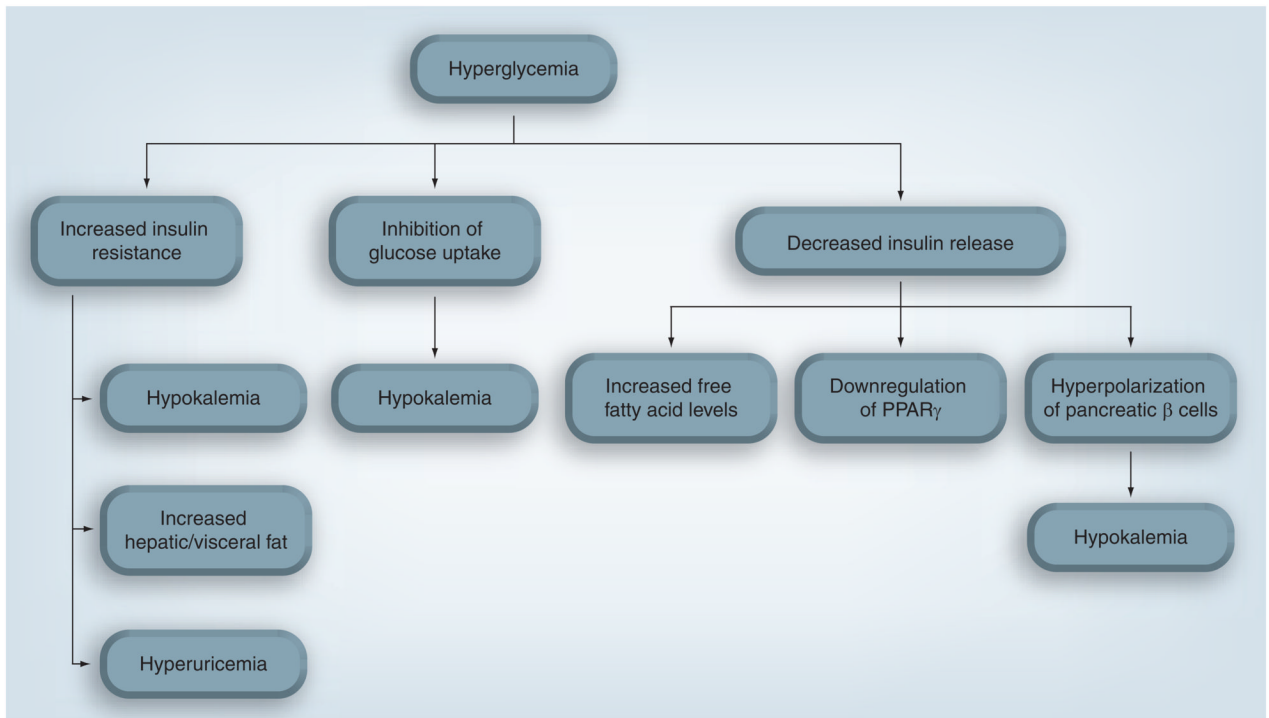 Hyperglycemia
Increased insulin
resistance
Inhibition of
glucose uptake
Decreased insulin release
Hypokalemia
Hypokalemia
Increased free
fatty acid levels
Downregulation
of PPARγ
Hyperpolarization
of pancreatic β cells
Increased
hepatic/visceral fat
Hypokalemia
Hyperuricemia